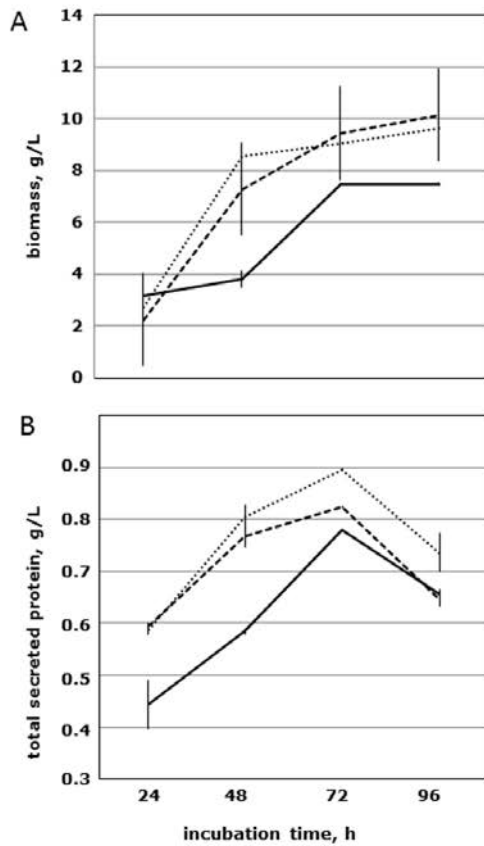 A
14
12
10
8
6
4
2
0
biomass, g/L
B
0.9
0.8
0.7
0.6
0.5
0.4
0.3
total secreted protein, g/L
24 48 72 96
incubation time, h